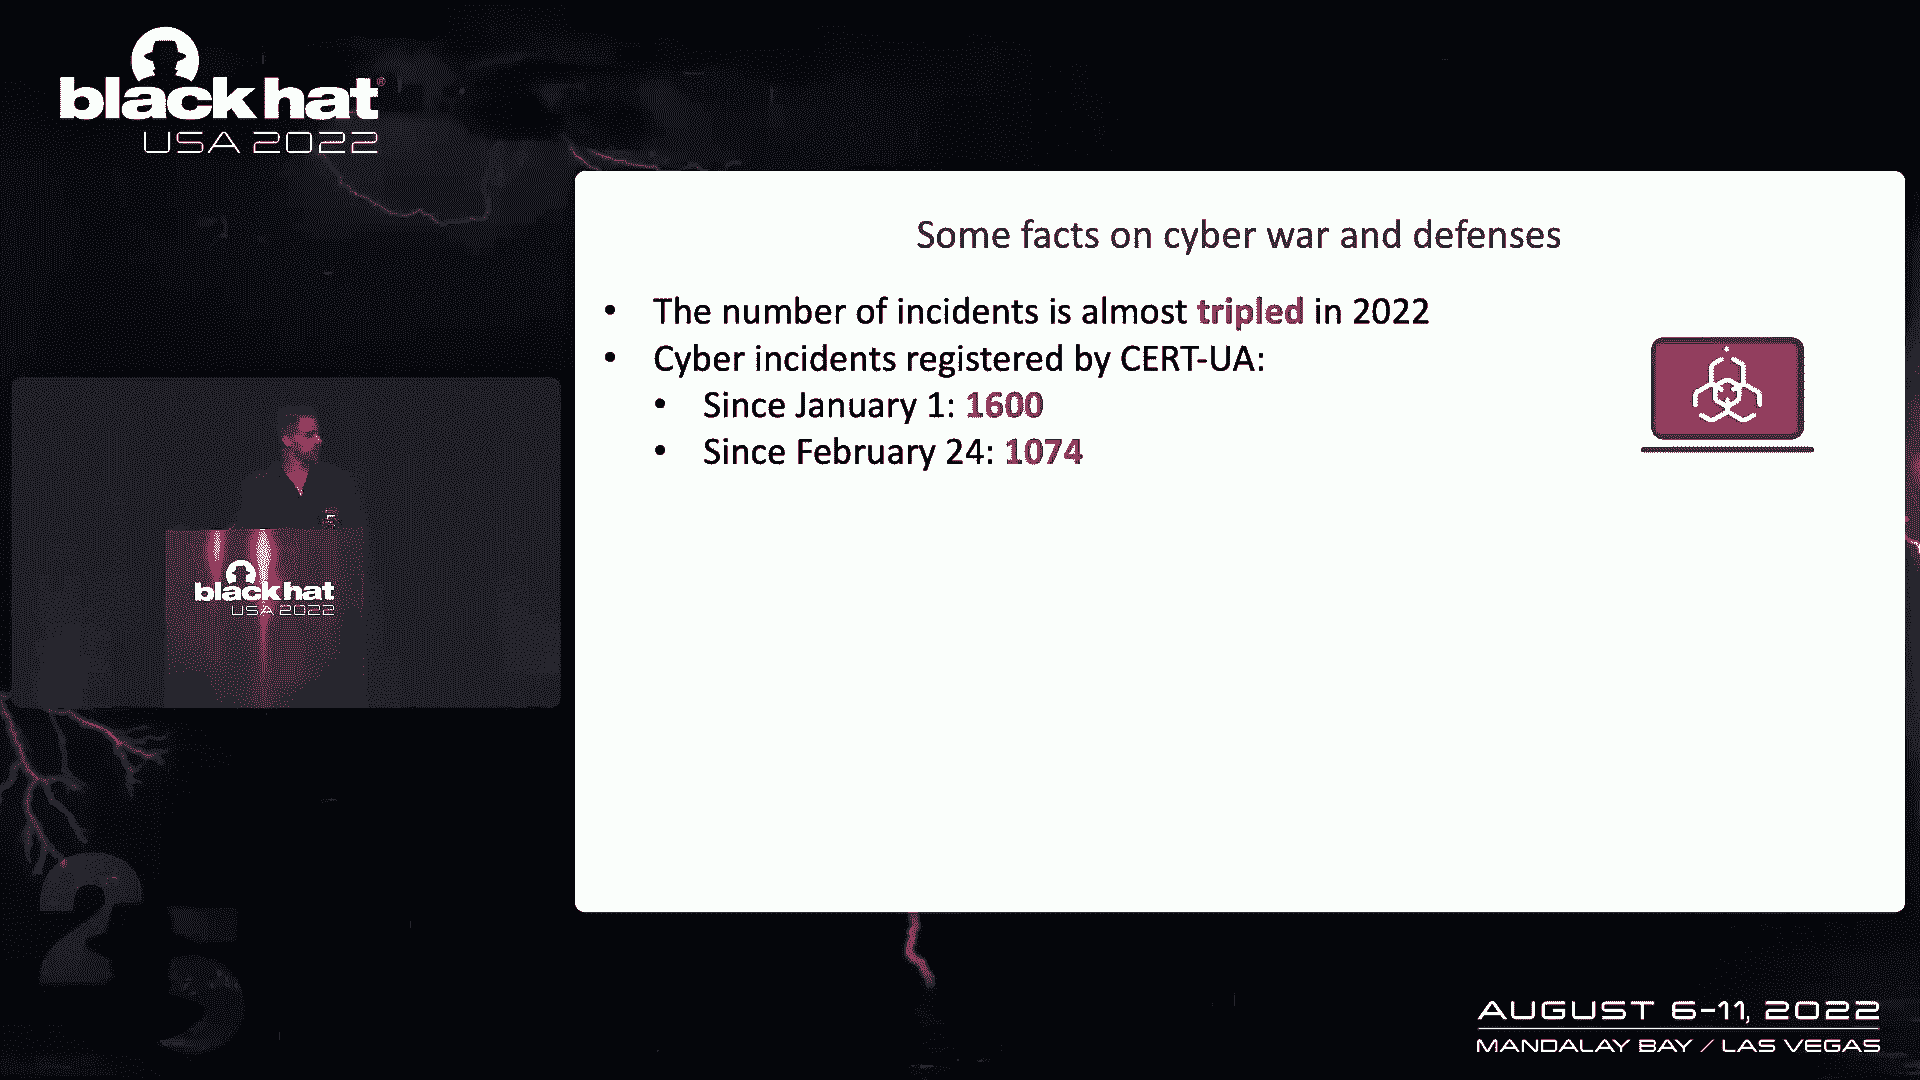 black hat®
USA 2022
Some facts on cyber war and defenses
• The number of incidents is almost tripled in 2022
• Cyber incidents registered by CERT-UA:
• Since January 1: 1600
• Since February 24: 1074
black hat
USA 2022
25
AUGUST 6-11, 2022
MANDALAY BAY / LAS VEGAS